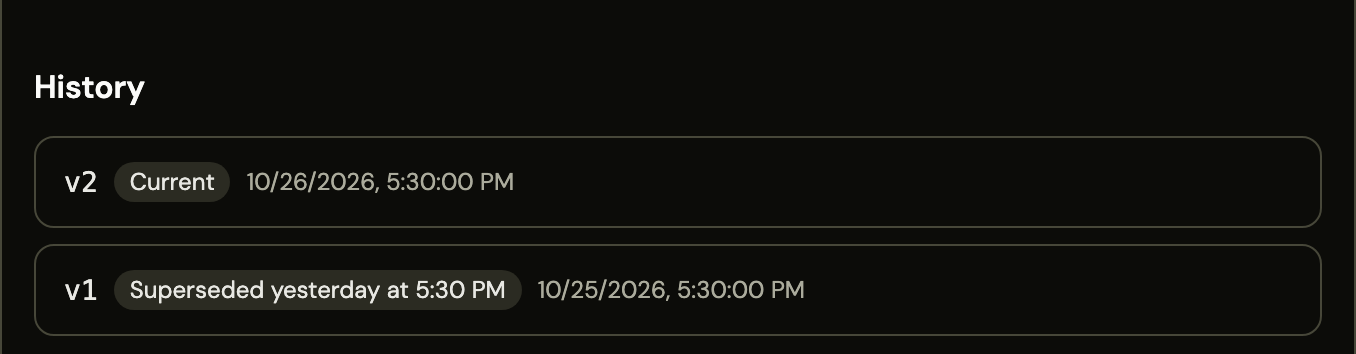 History
v2 Current 10/26/2026, 5:30:00 PM
v1 Superseded yesterday at 5:30 PM 10/25/2026, 5:30:00 PM